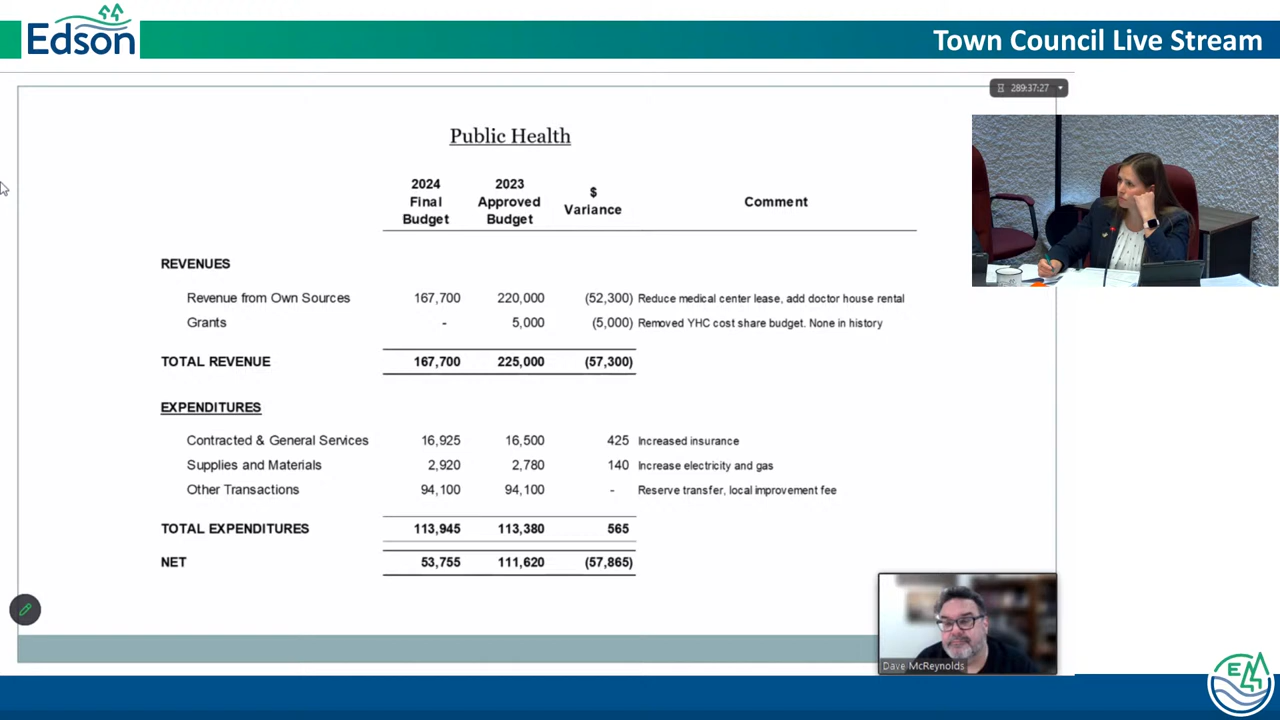 Edson
Town Council Live Stream
289:37:27
Public Health
2024 Final Budget 2023 Approved Budget $ Variance Comment
REVENUES
Revenue from Own Sources 167,700 220,000 (52,300) Reduce medical center lease, add doctor house rental
Grants - 5,000 (5,000) Removed YHC cost share budget. None in history
TOTAL REVENUE 167,700 225,000 (57,300)
EXPENDITURES
Contracted & General Services 16,925 16,500 425 Increased insurance
Supplies and Materials 2,920 2,780 140 Increase electricity and gas
Other Transactions 94,100 94,100 - Reserve transfer, local improvement fee
TOTAL EXPENDITURES 113,945 113,380 565
NET 53,755 111,620 (57,865)
Dave McReynolds
E